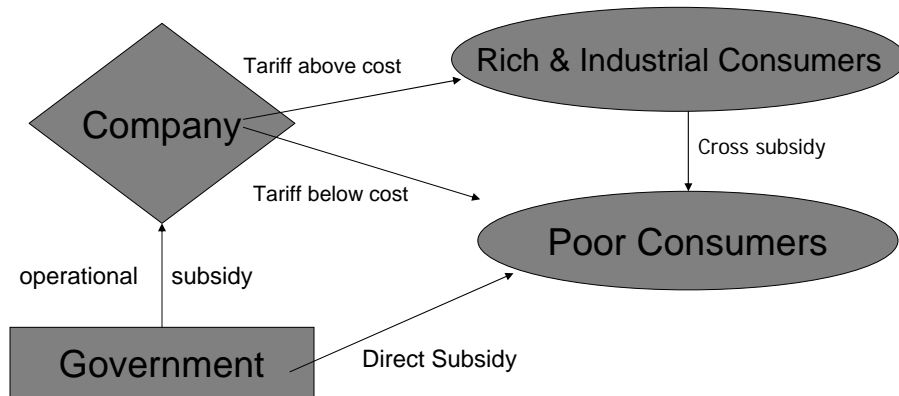 Tariff above cost
Rich & Industrial Consumers
Company
Cross subsidy
Tariff below cost
Poor Consumers
operational subsidy
Government
Direct Subsidy